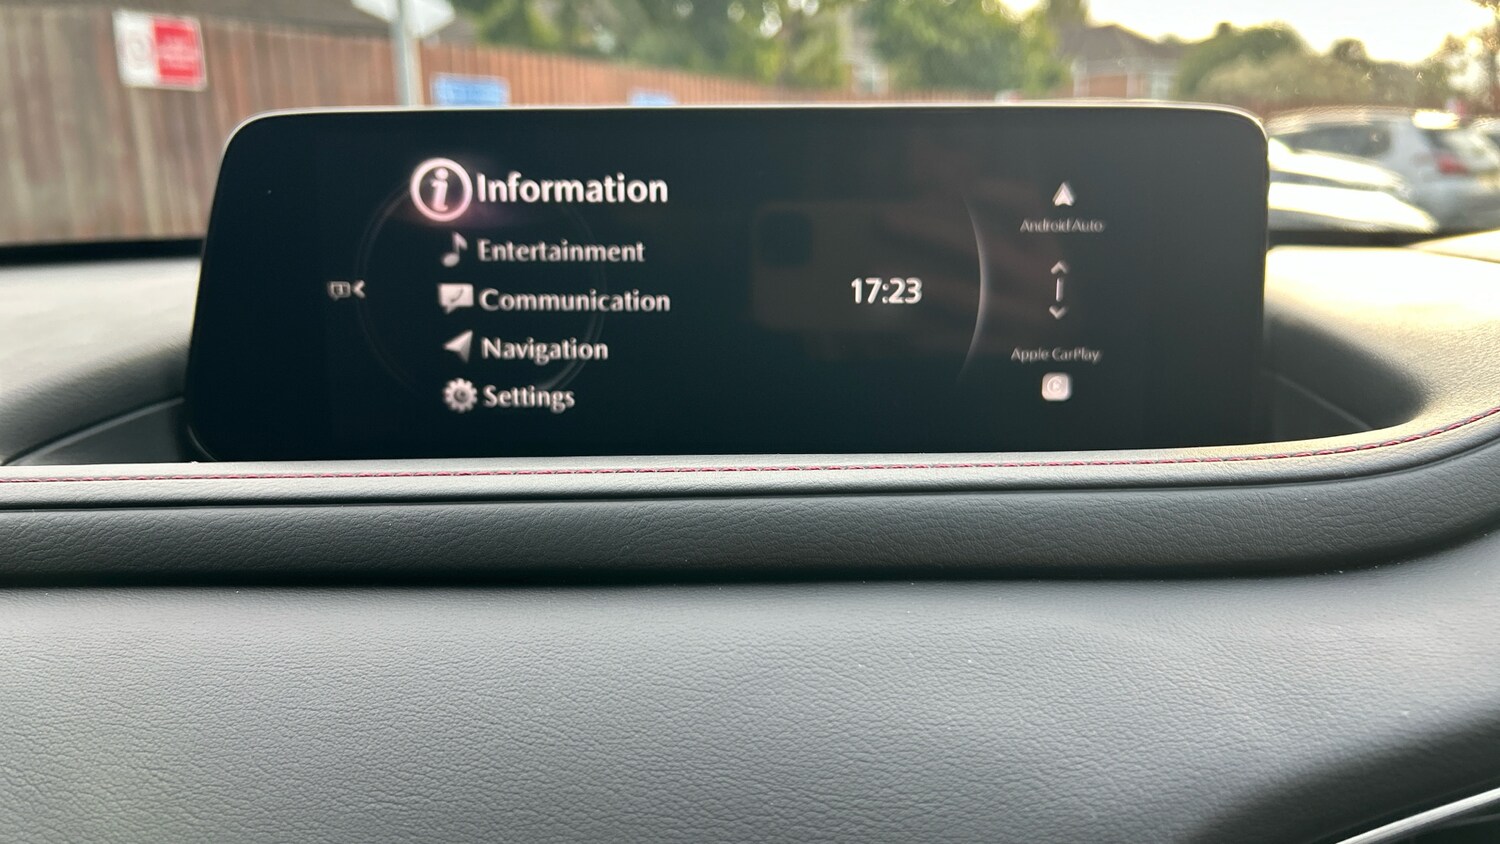 Information
Entertainment
Communication
Navigation
Settings
17:23
Android Auto
Apple CarPlay